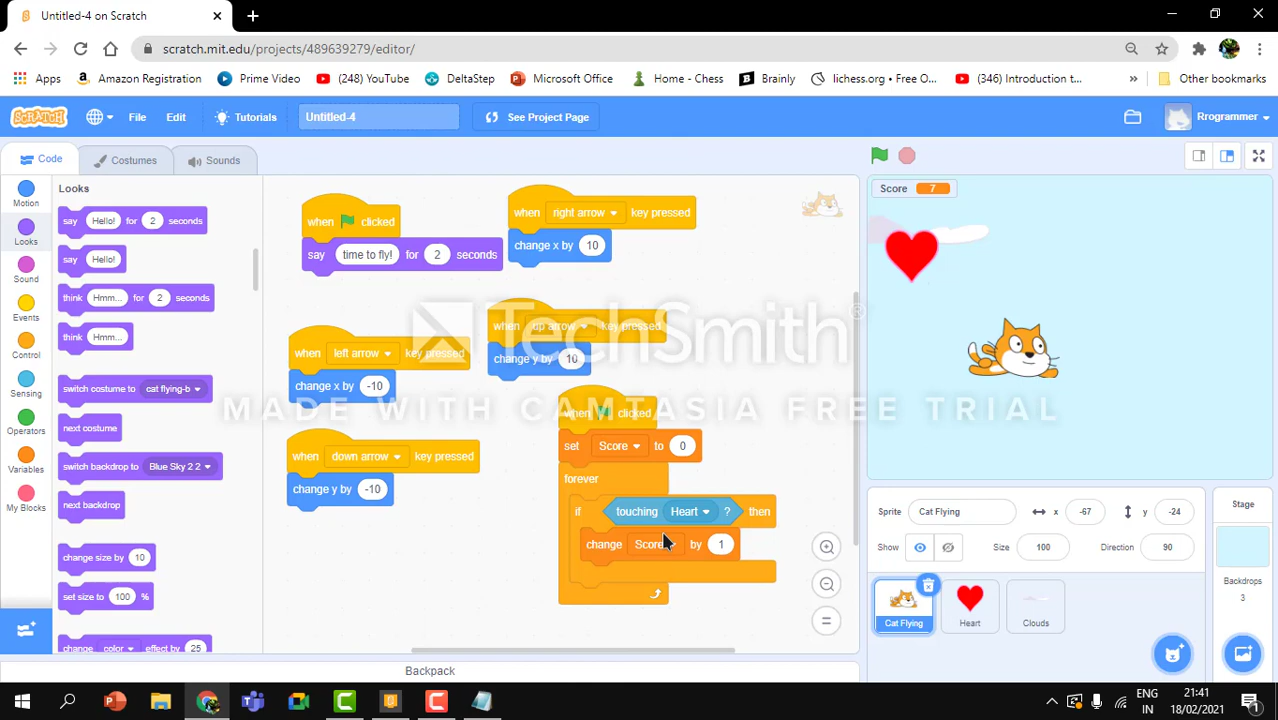 Untitled-4 on Scratch
scratch.mit.edu/projects/489639279/editor/
Apps
Amazon Registration
Prime Video
(248) YouTube
DeltaStep
Microsoft Office
Home - Chess
Brainly
lichess.org • Free O...
(346) Introduction t...
Other bookmarks
SCRATCH
File
Edit
Tutorials
Untitled-4
See Project Page
Rrogrammer
Code
Costumes
Sounds
Motion
Looks
Sound
Events
Control
Sensing
Operators
Variables
My Blocks
Looks
say Hello! for 2 seconds
say Hello!
think Hmm... for 2 seconds
think Hmm...
switch costume to cat flying-b
next costume
switch backdrop to Blue Sky 2 2
next backdrop
change size by 10
set size to 100 %
change color effect by 25
when clicked
say time to fly! for 2 seconds
when right arrow key pressed
change x by 10
when left arrow key pressed
change x by -10
when up arrow key pressed
change y by 10
when down arrow key pressed
change y by -10
when clicked
set Score to 0
forever
if touching Heart ? then
change Score by 1
TechSmith
MADE WITH CAMTASIA FREE TRIAL
Backpack
Score 7
Sprite Cat Flying x -67 y -24
Show Size 100 Direction 90
Cat Flying
Heart
Clouds
Stage
Backdrops
3
ENG
IN
21:41
18/02/2021
1